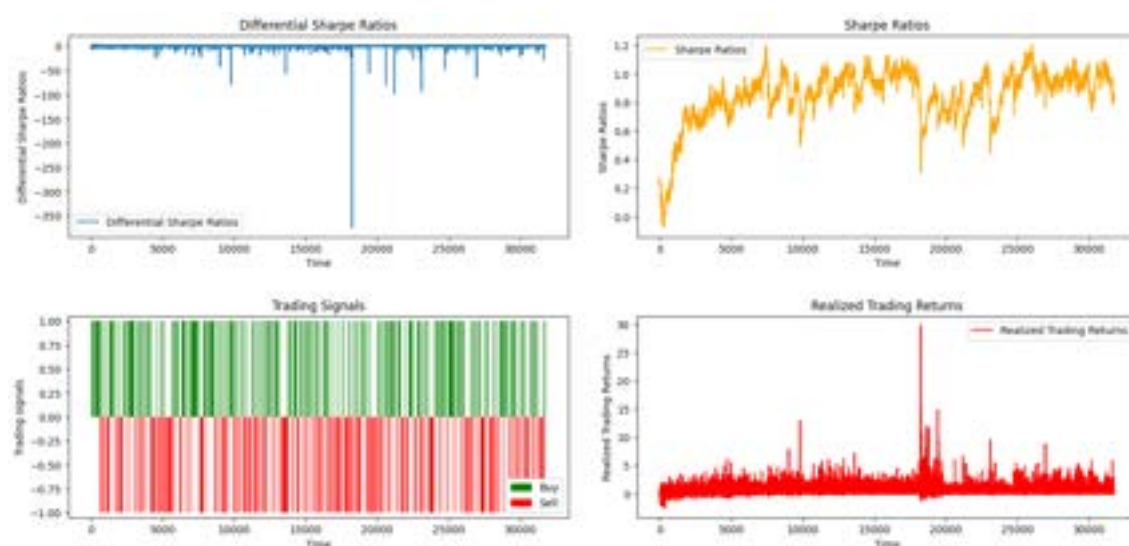 Differential Sharpe Ratios
Differential Sharpe Ratios
0
−50
−100
−150
−200
−250
−300
−350
Differential Sharpe Ratios
0 5000 10000 15000 20000 25000 30000
Time
Sharpe Ratios
Sharpe Ratios
1.2
1.0
0.8
0.6
0.4
0.2
0.0
Sharpe Ratios
0 5000 10000 15000 20000 25000 30000
Time
Trading Signals
Trading signals
1.00
0.75
0.50
0.25
0.00
−0.25
−0.50
−0.75
−1.00
Buy
Sell
0 5000 10000 15000 20000 25000 30000
Time
Realized Trading Returns
Realized Trading Returns
30
25
20
15
10
5
0
Realized Trading Returns
0 5000 10000 15000 20000 25000 30000
Time